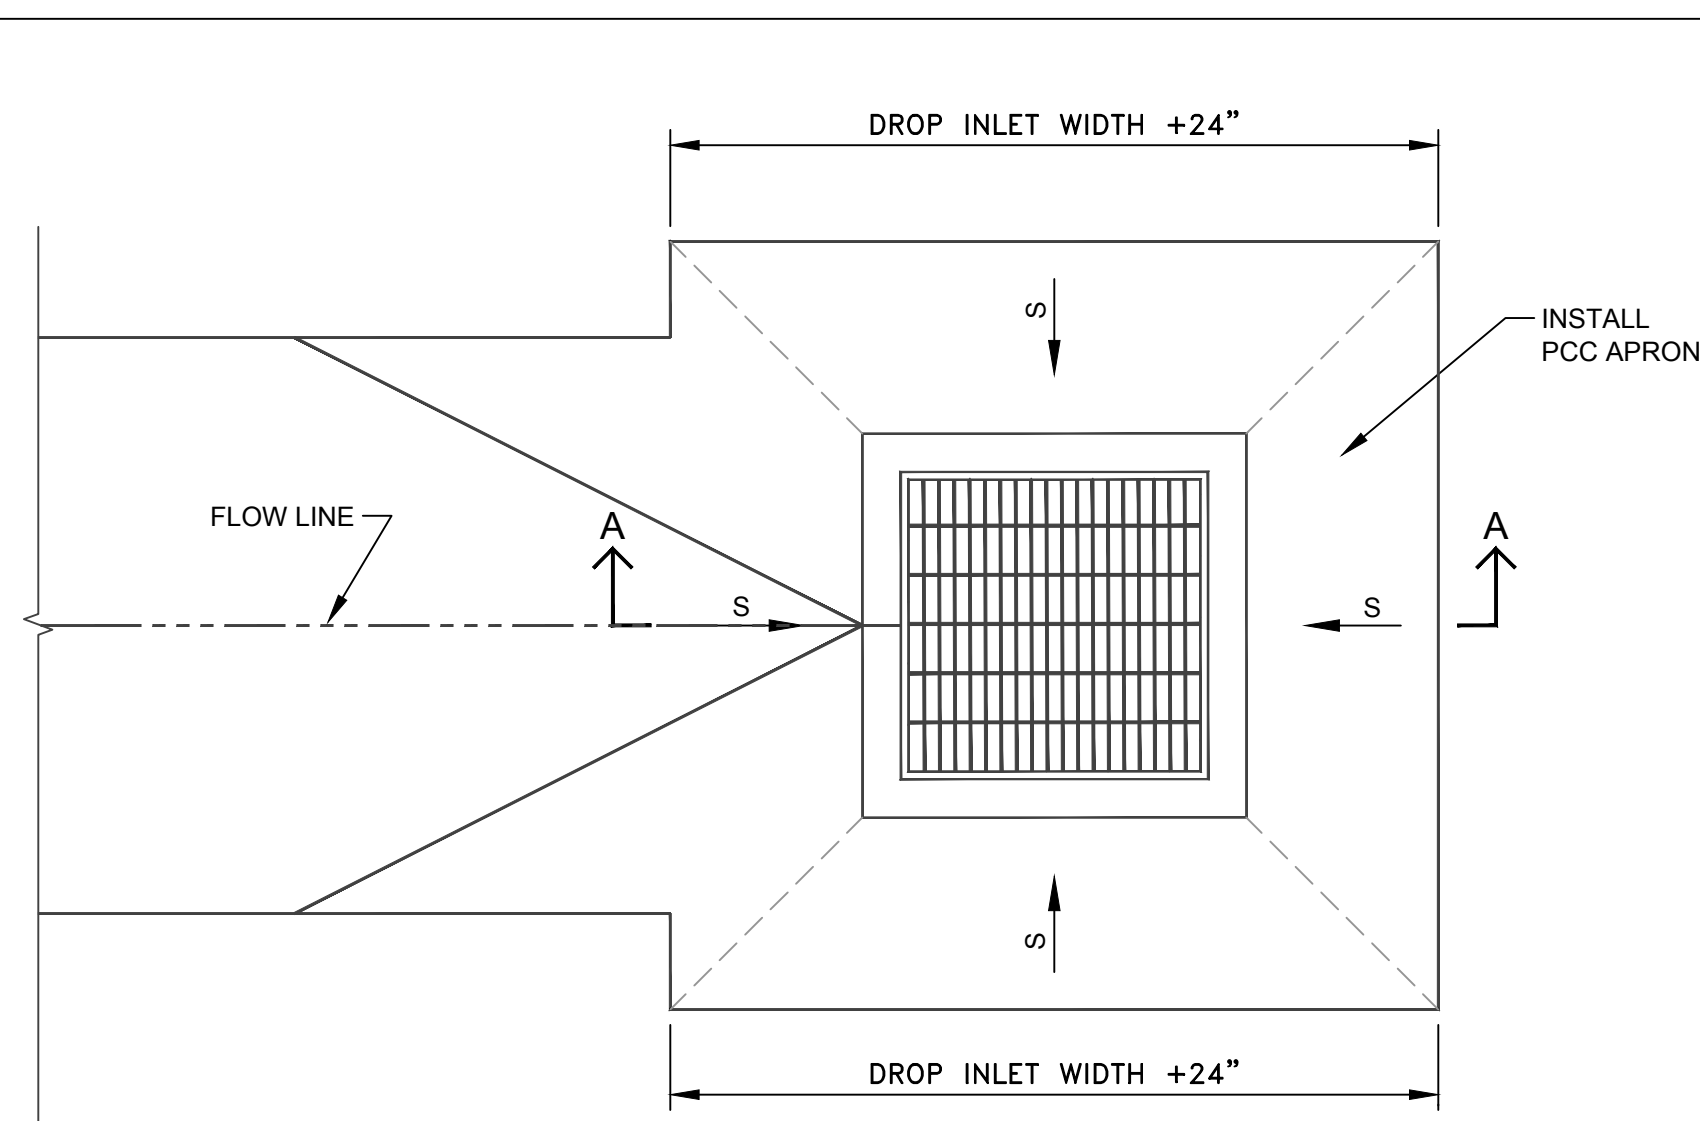 DROP INLET WIDTH +24"
S
INSTALL
PCC APRON
FLOW LINE
A
A
S
S
S
DROP INLET WIDTH +24"